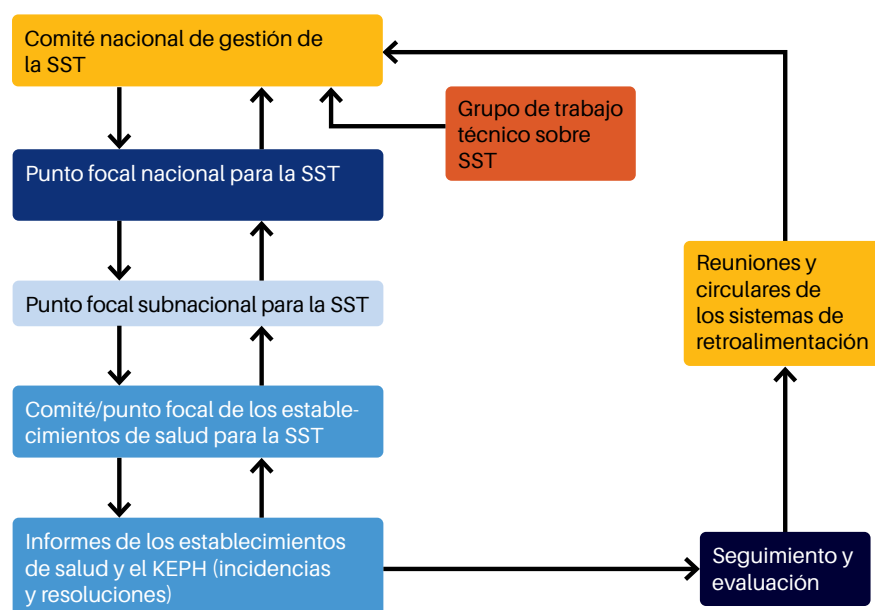 Comité nacional de gestión de
la SST
Grupo de trabajo
técnico sobre
SST
Punto focal nacional para la SST
Reuniones y
circulares de
los sistemas de
retroalimentación
Punto focal subnacional para la SST
Comité/punto focal de los estable-
cimientos de salud para la SST
Informes de los establecimientos
de salud y el KEPH (incidencias
y resoluciones)
Seguimiento y
evaluación